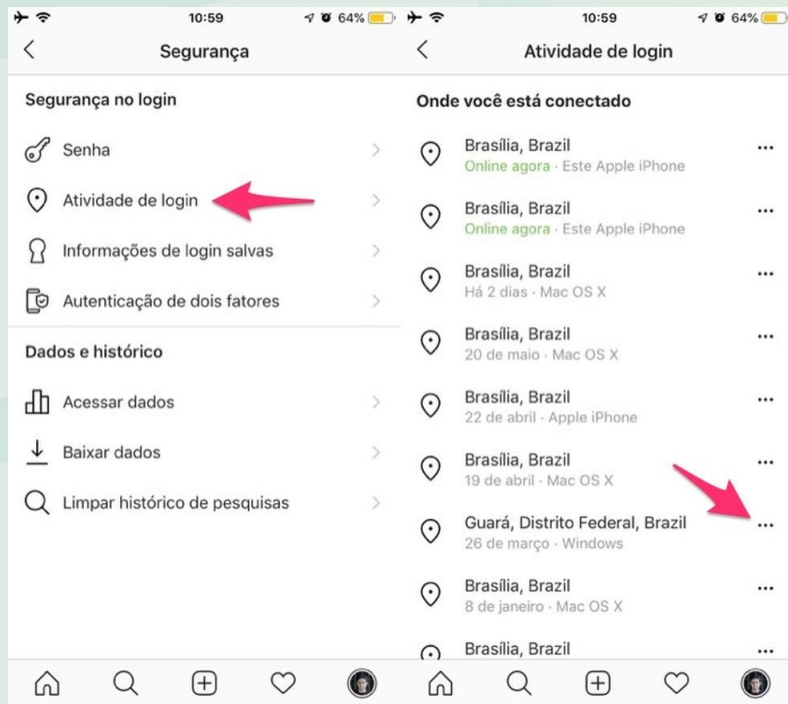 10:59
64%
Segurança
Segurança no login
Senha
Atividade de login
Informações de login salvas
Autenticação de dois fatores
Dados e histórico
Acessar dados
Baixar dados
Limpar histórico de pesquisas
10:59
64%
Atividade de login
Onde você está conectado
Brasília, Brazil
Online agora · Este Apple iPhone
Brasília, Brazil
Online agora · Este Apple iPhone
Brasília, Brazil
Há 2 dias · Mac OS X
Brasília, Brazil
20 de maio · Mac OS X
Brasília, Brazil
22 de abril · Apple iPhone
Brasília, Brazil
19 de abril · Mac OS X
Guará, Distrito Federal, Brazil
26 de março · Windows
Brasília, Brazil
8 de janeiro · Mac OS X
Brasília, Brazil